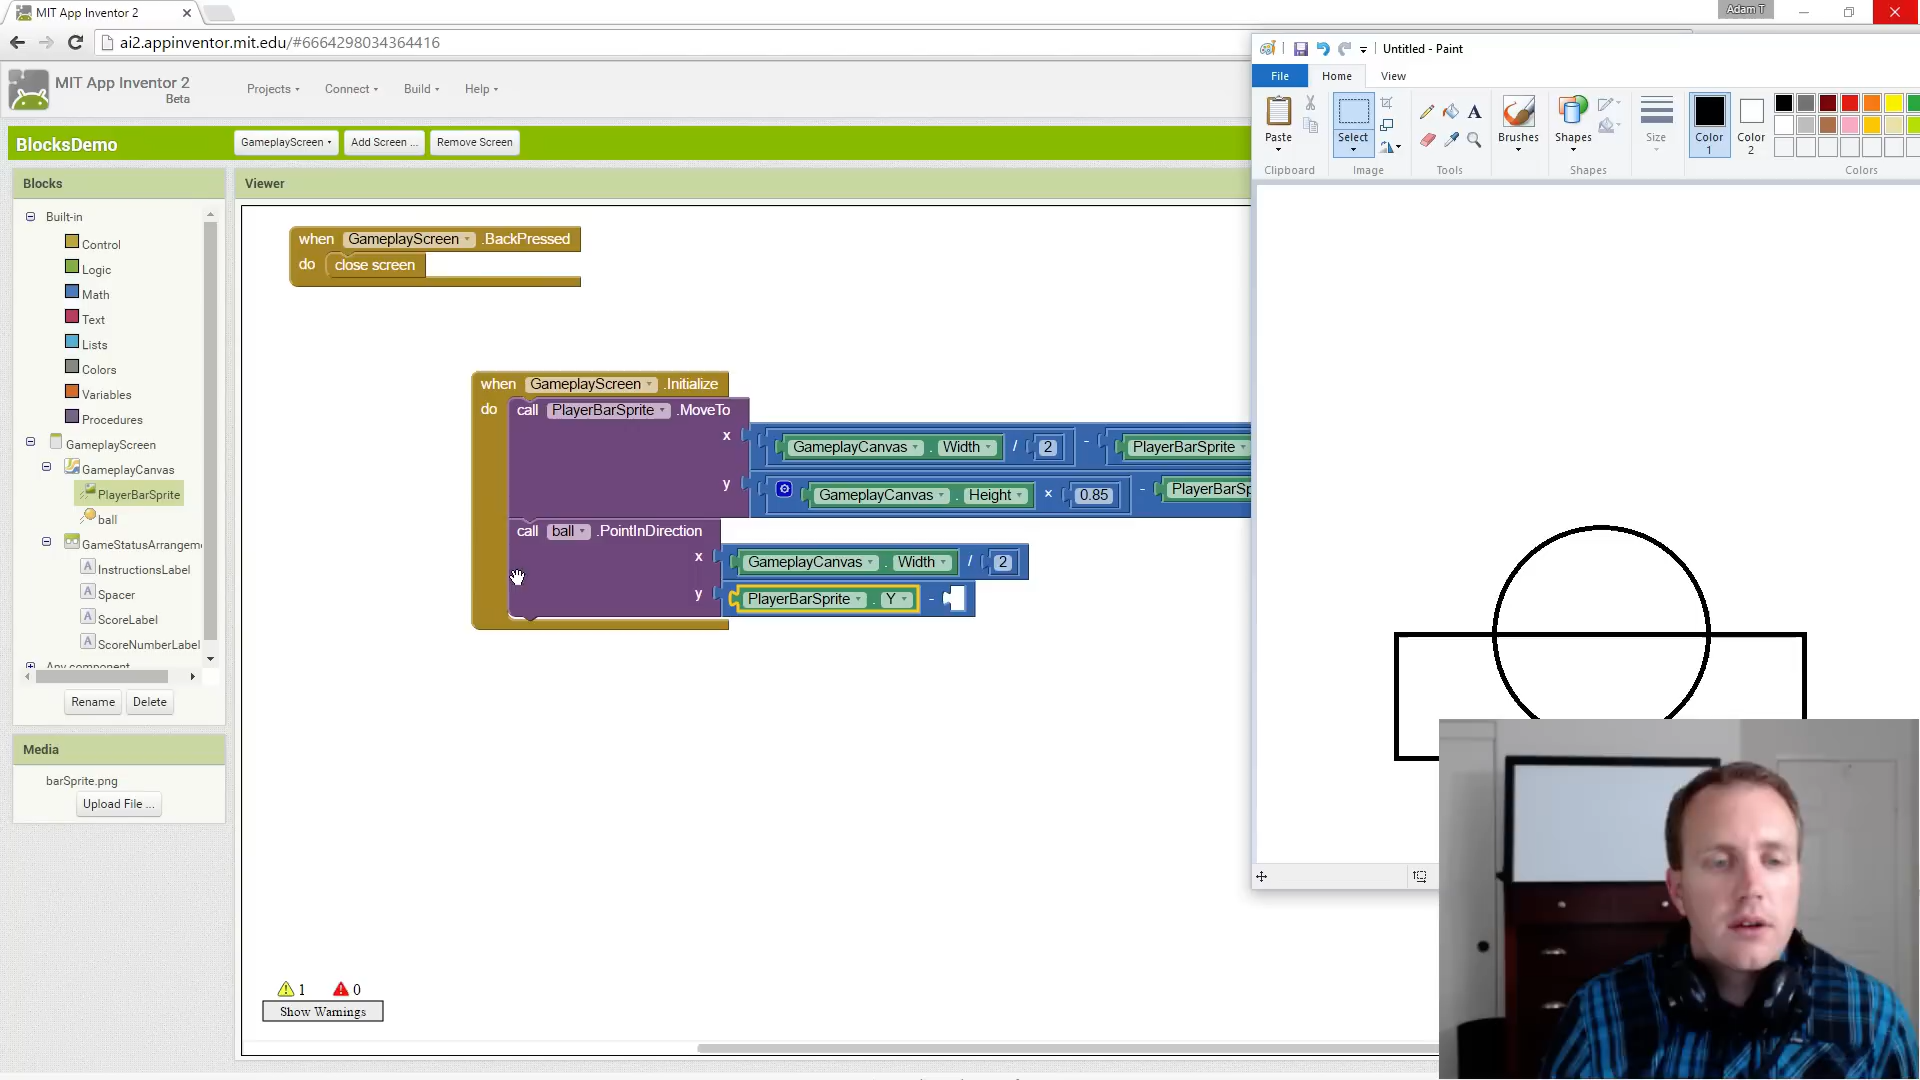 MIT App Inventor 2
Adam T
ai2.appinventor.mit.edu/#6664298034364416
Untitled - Paint
File Home View
MIT App Inventor 2
Beta
Projects Connect Build Help
Paste Select Brushes Shapes Size Color 1 Color 2
Clipboard Image Tools Shapes Colors
BlocksDemo
GameplayScreen Add Screen ... Remove Screen
Blocks
Viewer
Built-in
Control
Logic
Math
Text
Lists
Colors
Variables
Procedures
GameplayScreen
GameplayCanvas
PlayerBarSprite
ball
GameStatusArrangem
InstructionsLabel
Spacer
ScoreLabel
ScoreNumberLabel
Any component
Rename Delete
Media
barSprite.png
Upload File ...
when GameplayScreen .BackPressed
do close screen
when GameplayScreen .Initialize
do call PlayerBarSprite .MoveTo
x GameplayCanvas . Width / 2 - PlayerBarSprite
y GameplayCanvas . Height × 0.85 - PlayerBarSp
call ball .PointInDirection
x GameplayCanvas . Width / 2
y PlayerBarSprite . Y -
1 0
Show Warnings